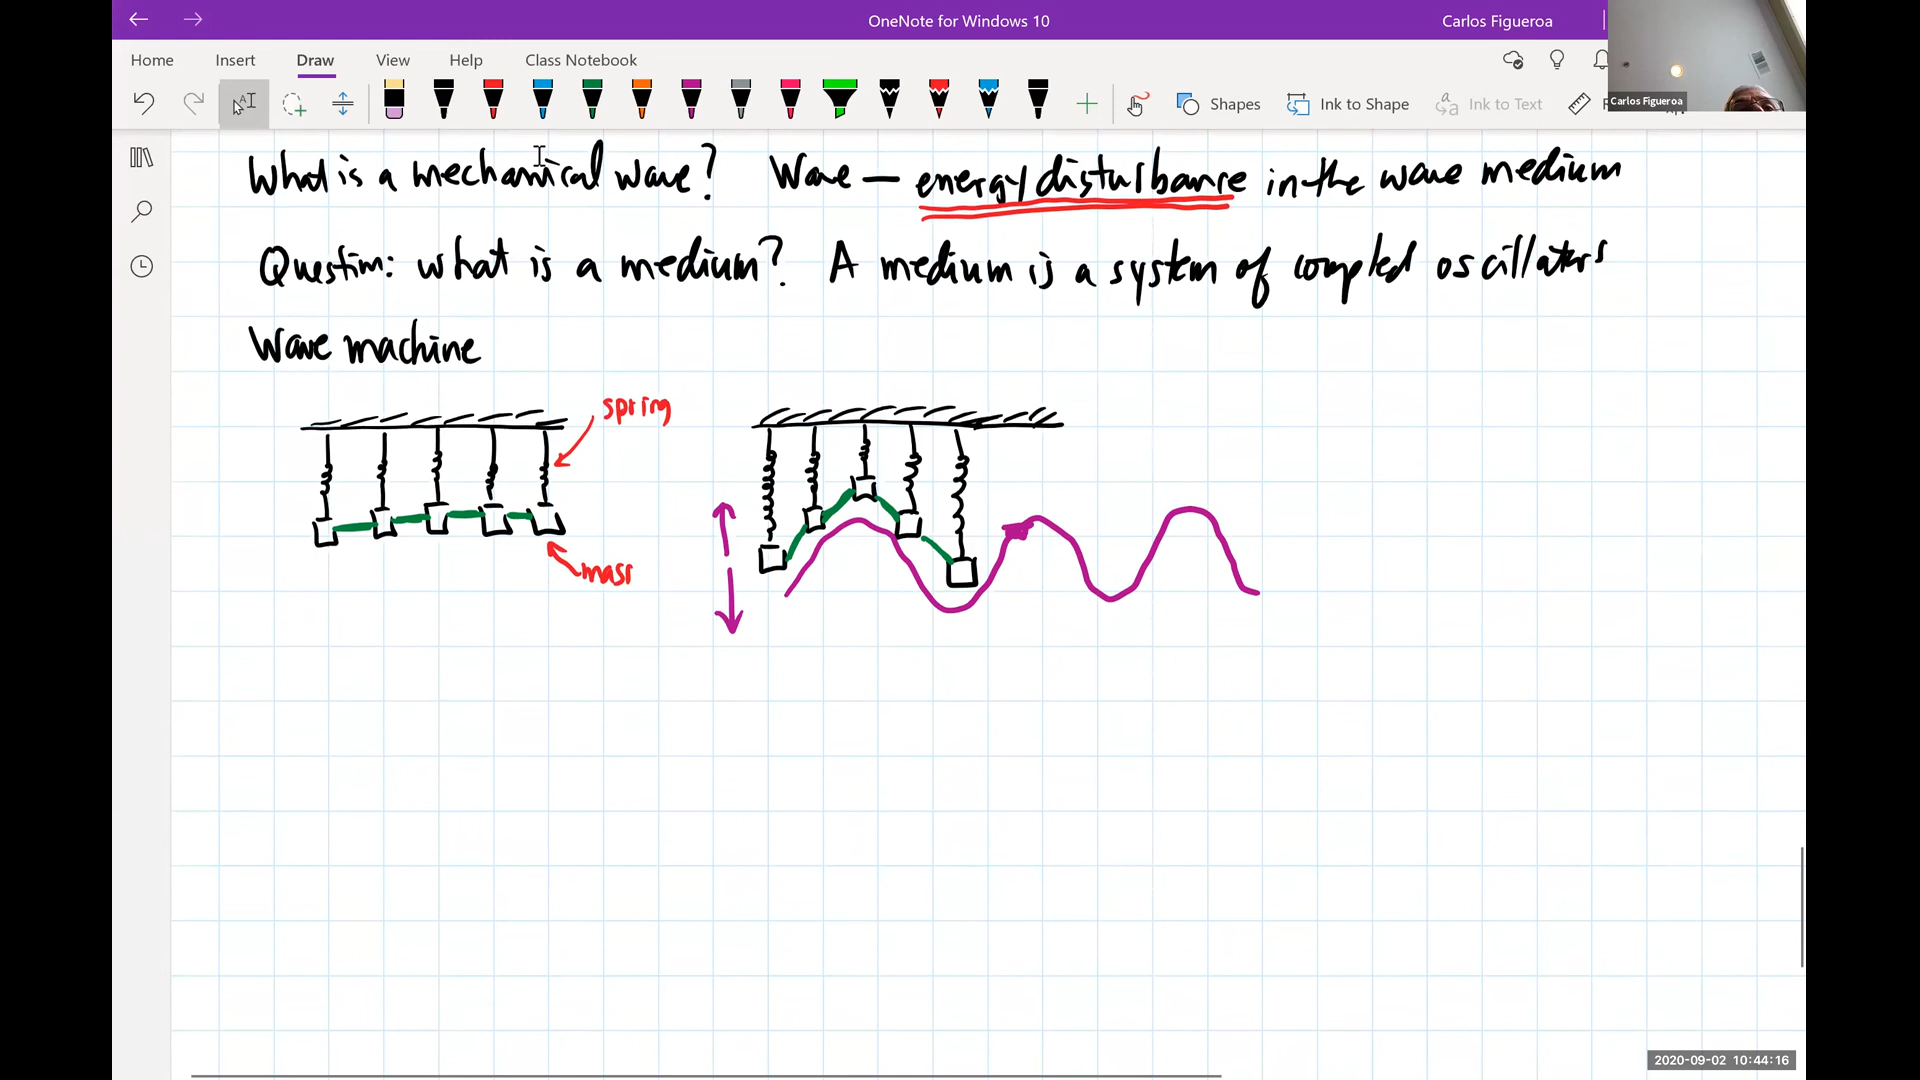 OneNote for Windows 10
Carlos Figueroa
Home Insert Draw View Help Class Notebook
Shapes Ink to Shape Ink to Text
Carlos Figueroa
What is a mechanical wave? Wave — energy disturbance in the wave medium
Question: what is a medium? A medium is a system of coupled oscillators
Wave machine
spring
mass
2020-09-02 10:44:16